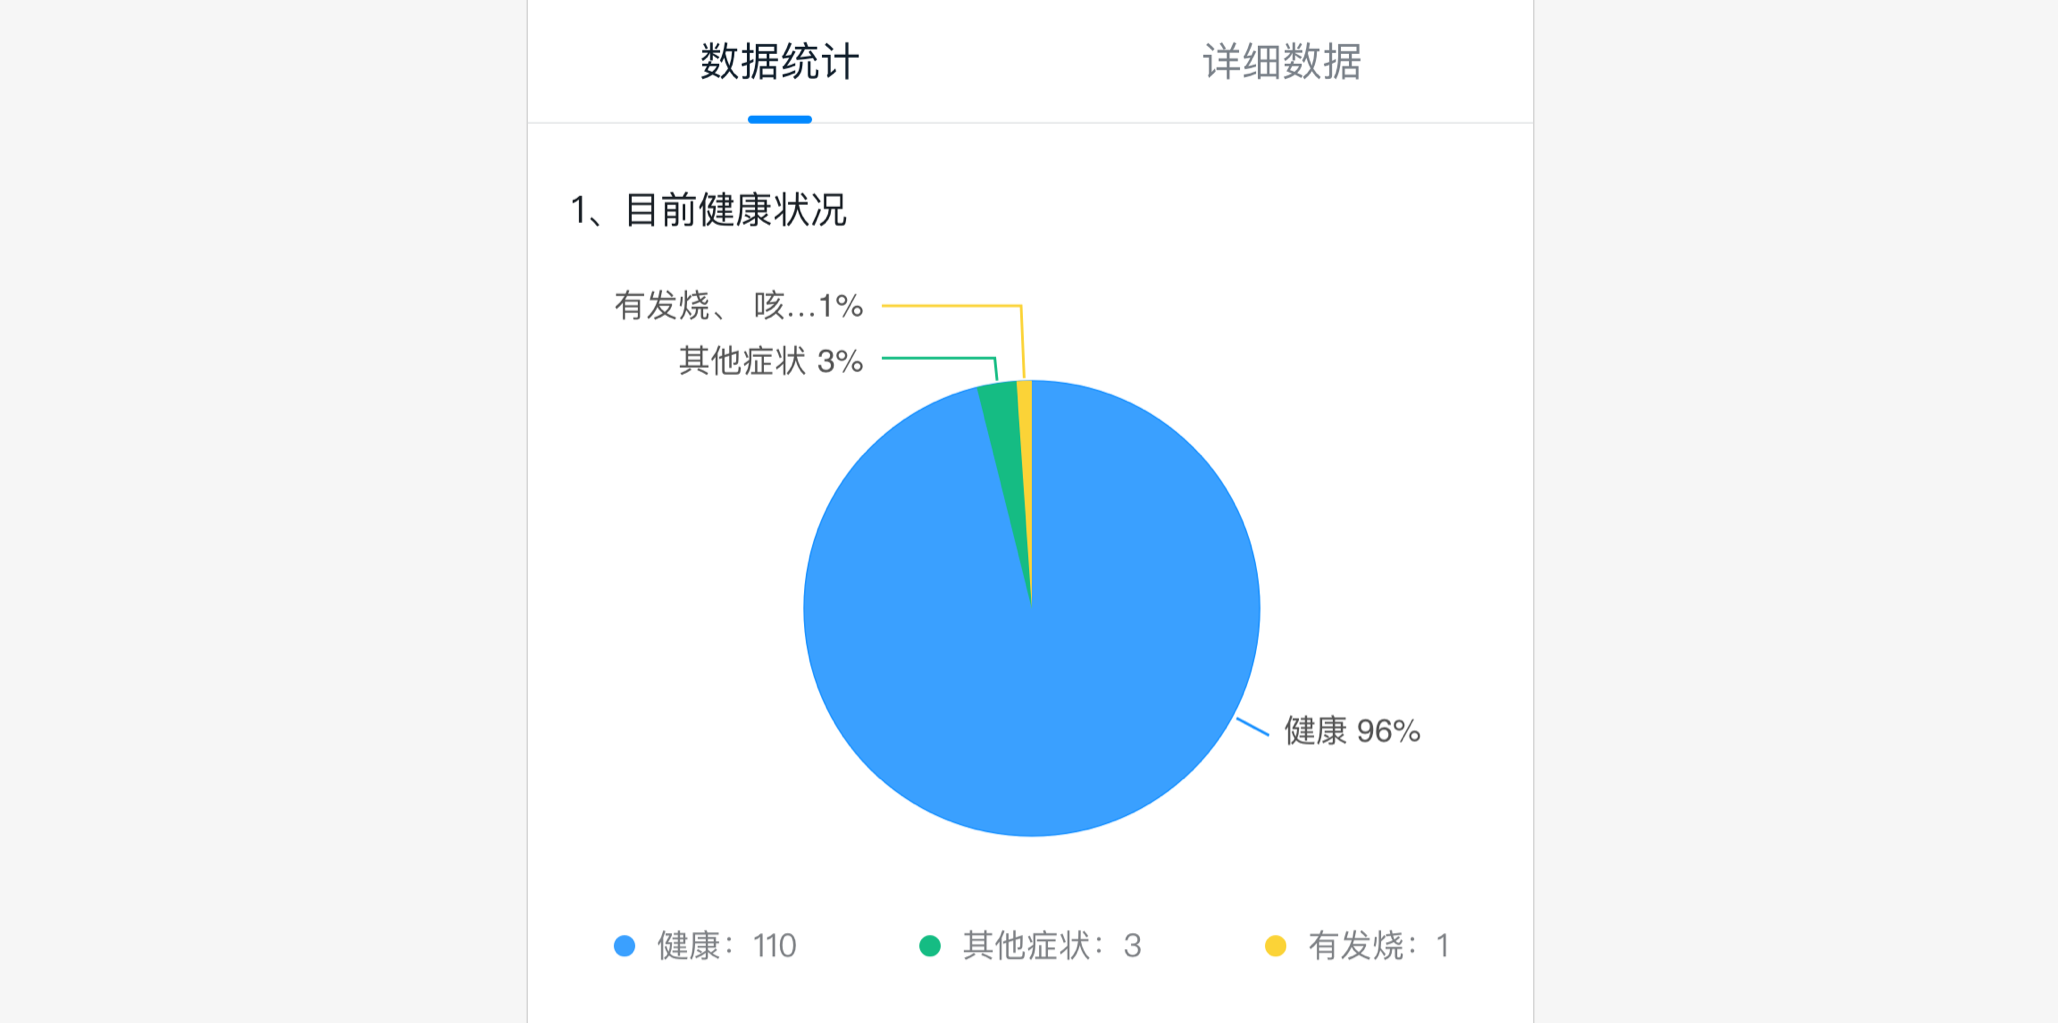 数据统计
详细数据
1、目前健康状况
有发烧、 咳...1%
其他症状 3%
健康 96%
健康：110
其他症状：3
有发烧：1